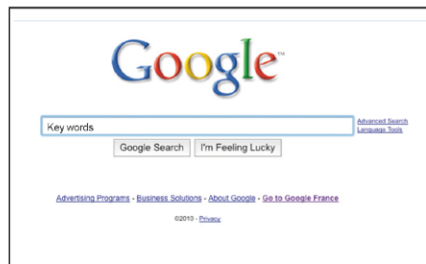 Google™
Key words
Advanced Search
Language Tools
Google Search I'm Feeling Lucky
Advertising Programs - Business Solutions - About Google - Go to Google France
©2010 - Privacy